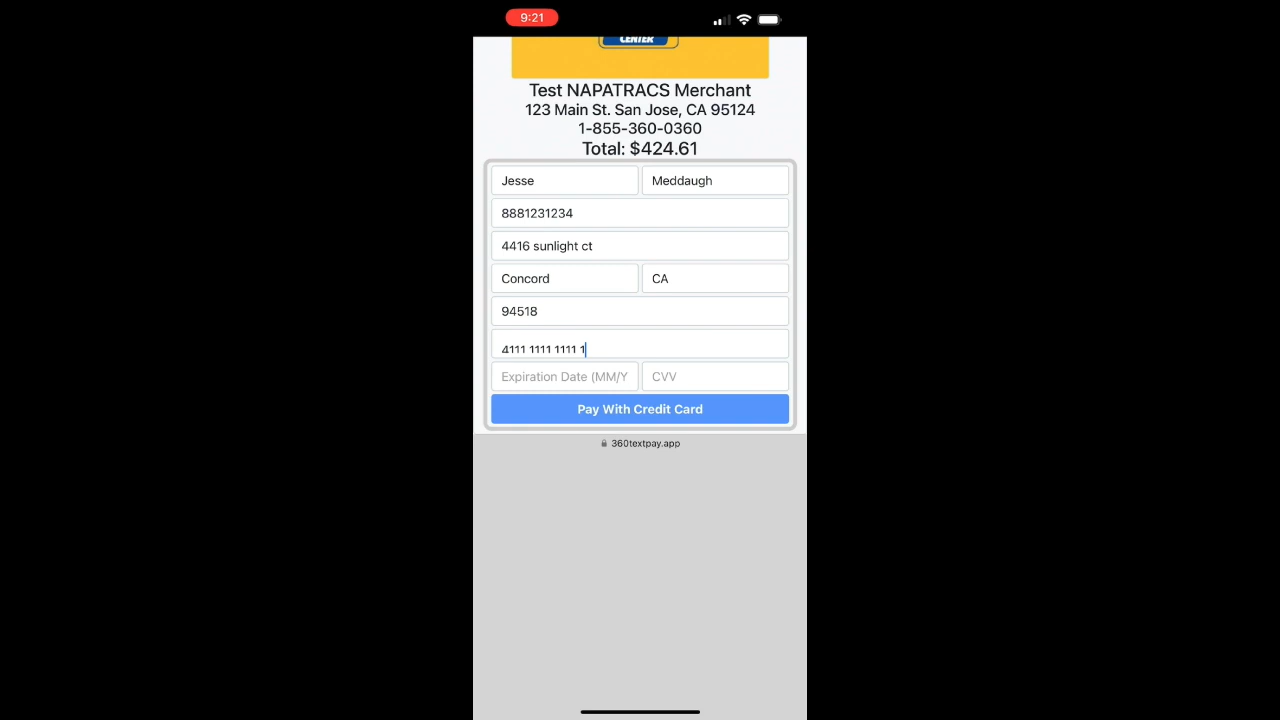 9:21
CENTER
Test NAPATRACS Merchant
123 Main St. San Jose, CA 95124
1-855-360-0360
Total: $424.61
Jesse Meddaugh
8881231234
4416 sunlight ct
Concord CA
94518
4111 1111 1111 1
Expiration Date (MM/Y CVV
Pay With Credit Card
360textpay.app